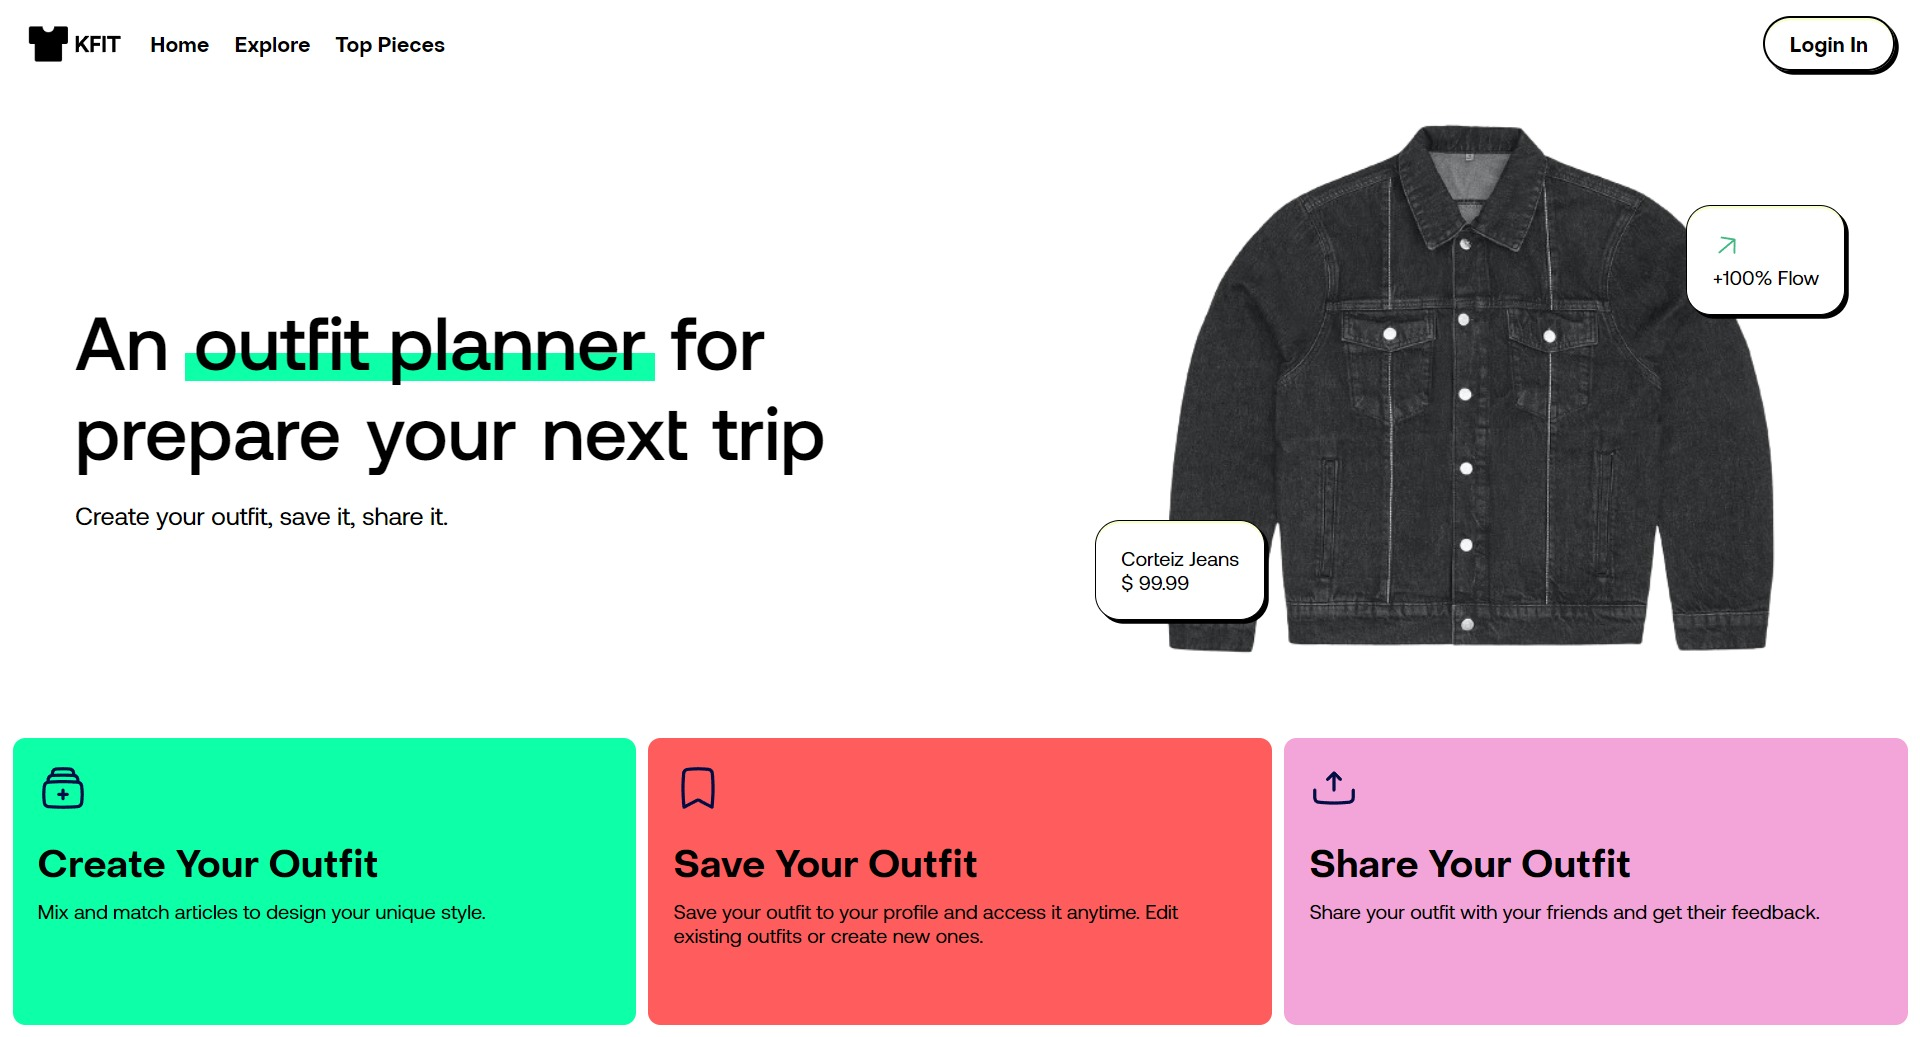 KFIT Home Explore Top Pieces Login In
An outfit planner for
prepare your next trip
Create your outfit, save it, share it.
+100% Flow
Corteiz Jeans
$ 99.99
Create Your Outfit
Mix and match articles to design your unique style.
Save Your Outfit
Save your outfit to your profile and access it anytime. Edit
existing outfits or create new ones.
Share Your Outfit
Share your outfit with your friends and get their feedback.